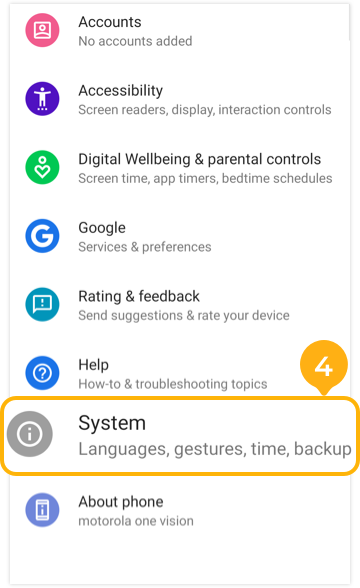 Accounts
No accounts added
Accessibility
Screen readers, display, interaction controls
Digital Wellbeing & parental controls
Screen time, app timers, bedtime schedules
Google
Services & preferences
Rating & feedback
Send suggestions & rate your device
Help
How-to & troubleshooting topics
4
System
Languages, gestures, time, backup
About phone
motorola one vision